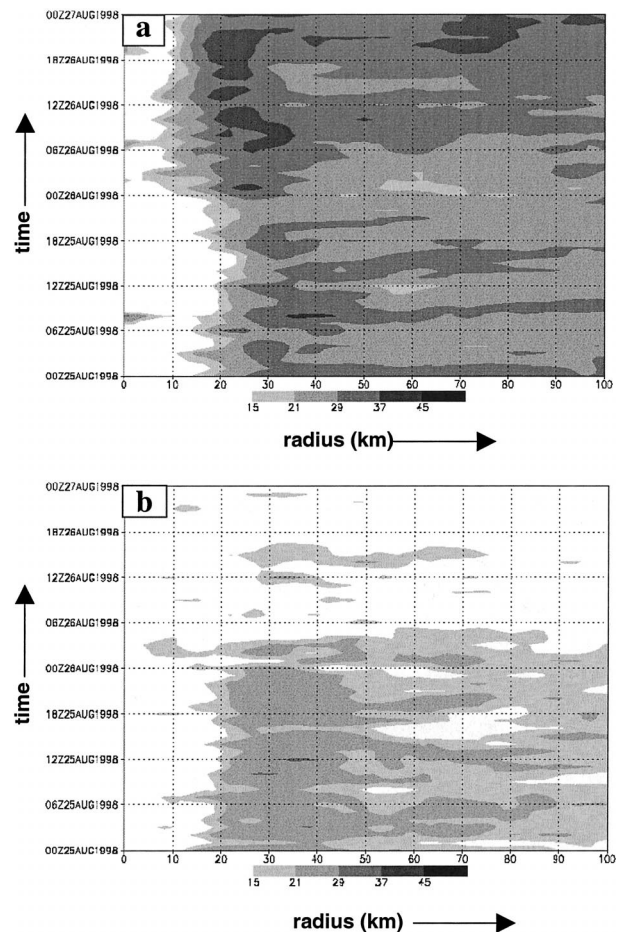 a
00Z27AUG1998
18Z26AUG1998
12Z26AUG1998
06Z26AUG1998
00Z26AUG1998
18Z25AUG1998
12Z25AUG1998
06Z25AUG1998
00Z25AUG1998
time
0 10 20 30 40 50 60 70 80 90 100
15 21 29 37 45
radius (km)
b
00Z27AUG1998
18Z26AUG1998
12Z26AUG1998
06Z26AUG1998
00Z26AUG1998
18Z25AUG1998
12Z25AUG1998
06Z25AUG1998
00Z25AUG1998
time
0 10 20 30 40 50 60 70 80 90 100
15 21 29 37 45
radius (km)